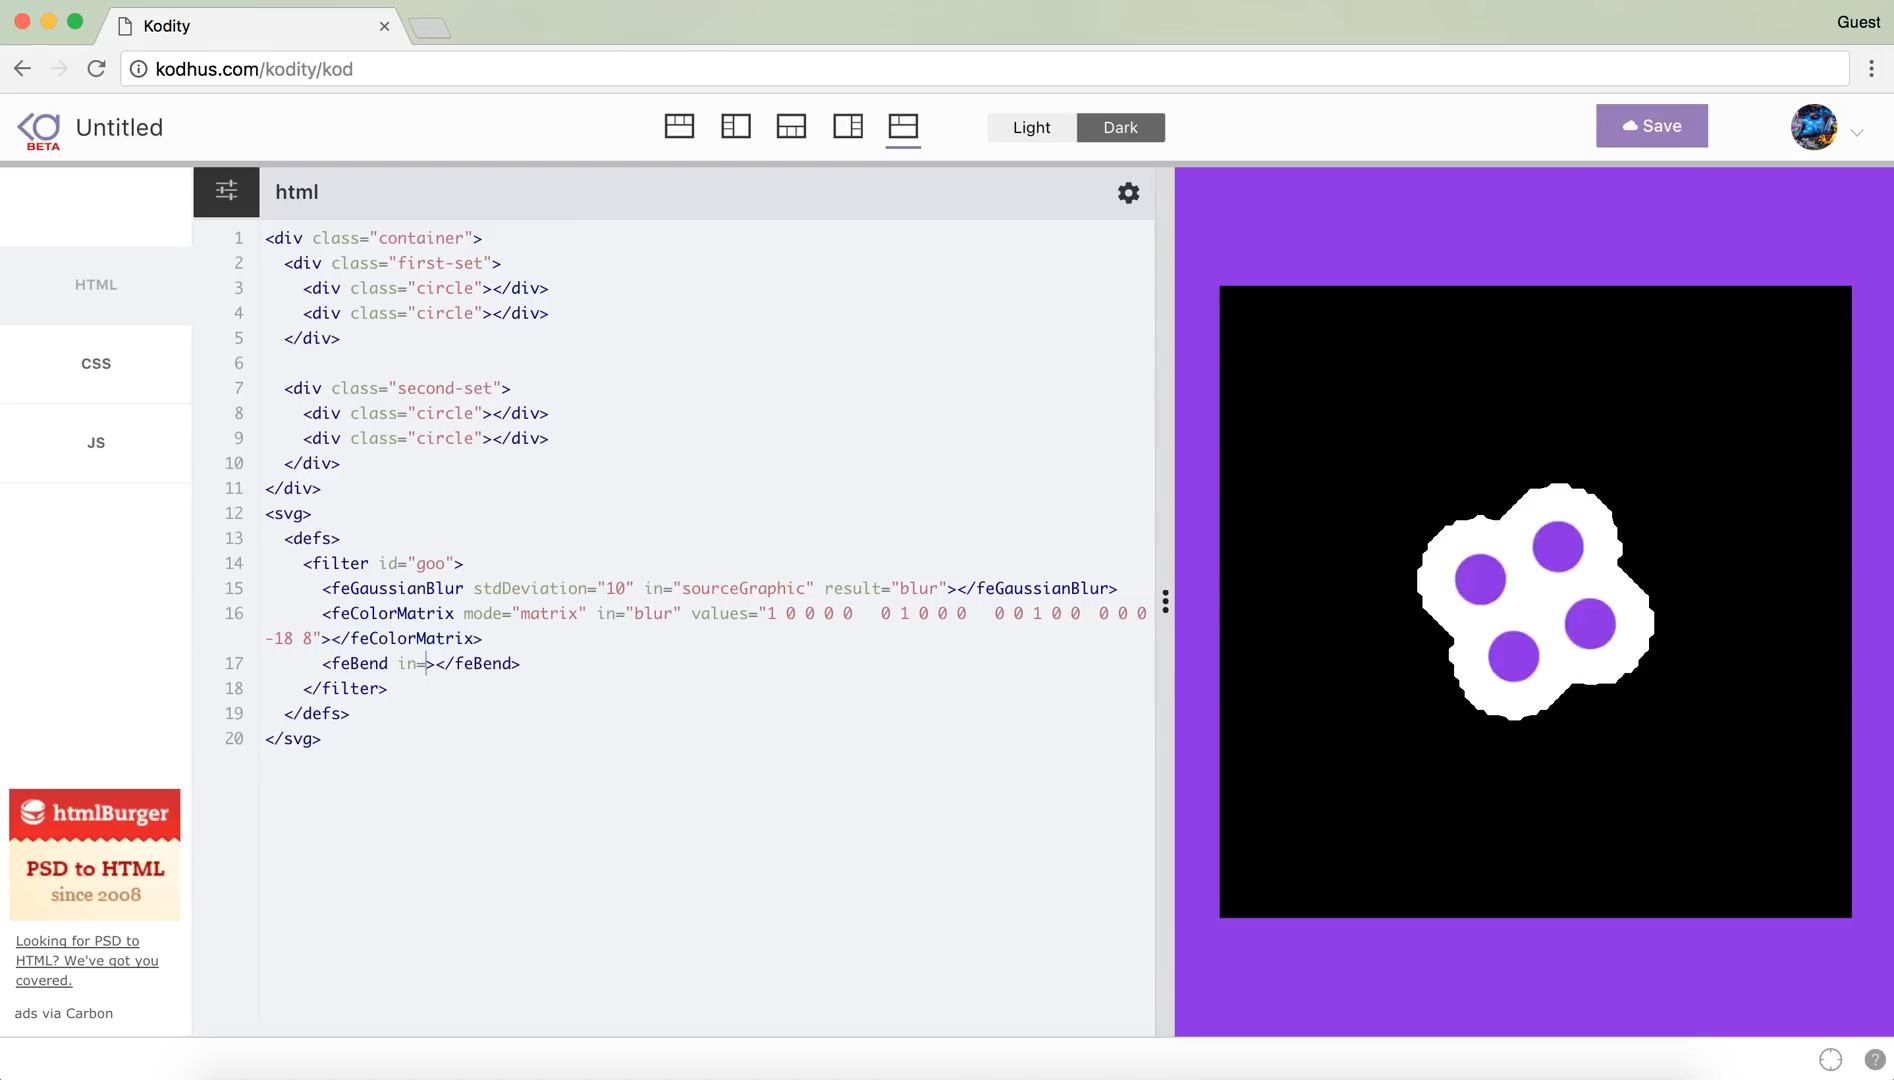 Kodity
Guest
kodhus.com/kodity/kod
BETA
Untitled
Light
Dark
Save
html
HTML
CSS
JS
1 <div class="container">
2 <div class="first-set">
3 <div class="circle"></div>
4 <div class="circle"></div>
5 </div>
6
7 <div class="second-set">
8 <div class="circle"></div>
9 <div class="circle"></div>
10 </div>
11 </div>
12 <svg>
13 <defs>
14 <filter id="goo">
15 <feGaussianBlur stdDeviation="10" in="sourceGraphic" result="blur"></feGaussianBlur>
16 <feColorMatrix mode="matrix" in="blur" values="1 0 0 0 0   0 1 0 0 0   0 0 1 0 0  0 0 0
-18 8"></feColorMatrix>
17 <feBend in=></feBend>
18 </filter>
19 </defs>
20 </svg>
htmlBurger
PSD to HTML
since 2008
Looking for PSD to
HTML? We've got you
covered.
ads via Carbon
?